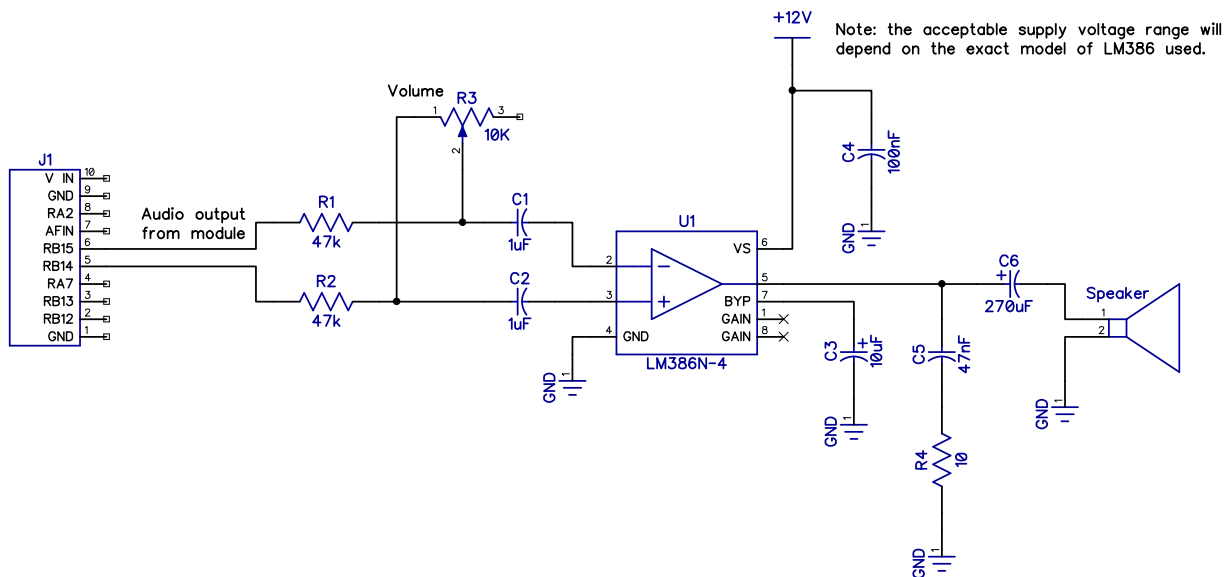 +12V
Note: the acceptable supply voltage range will
depend on the exact model of LM386 used.
Volume
R3
1
3
10K
2
C4
100nF
GND
1
J1
V IN 10
GND 9
RA2 8
AFIN 7
RB15 6
RB14 5
RA7 4
RB13 3
RB12 2
GND 1
Audio output
from module
R1
47k
R2
47k
C1
1uF
C2
1uF
U1
VS 6
2
−
3
+
5
BYP 7
GAIN 1
GAIN 8
4 GND
LM386N-4
GND
1
C3
+
10uF
GND
1
C5
47nF
R4
10
GND
1
C6
+
270uF
Speaker
1
2
GND
1